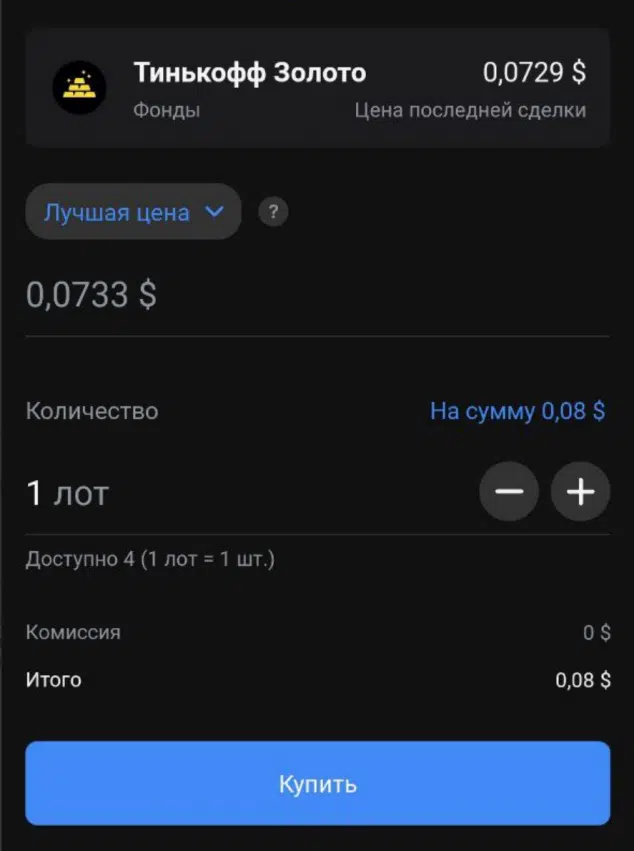 Тинькофф Золото 0,0729 $
Фонды Цена последней сделки
Лучшая цена ?
0,0733 $
Количество На сумму 0,08 $
1 лот
Доступно 4 (1 лот = 1 шт.)
Комиссия 0 $
Итого 0,08 $
Купить